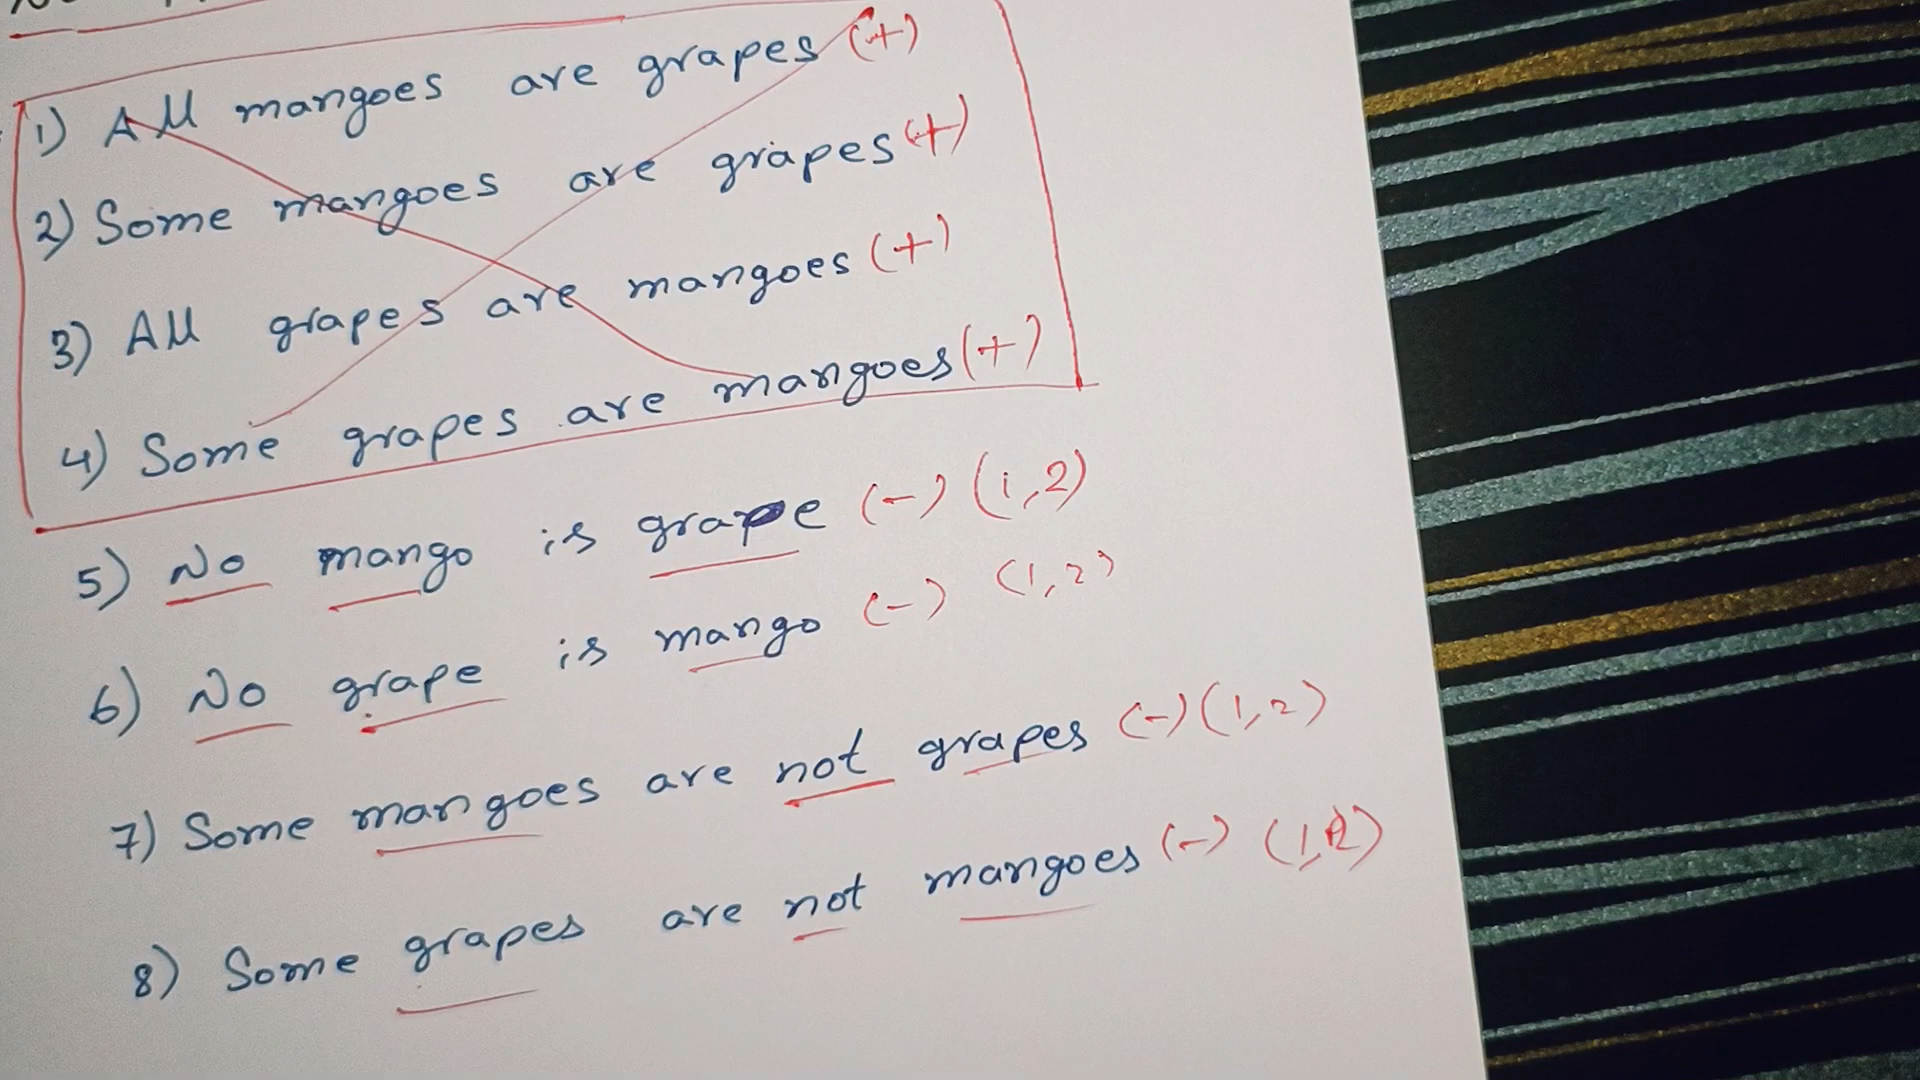 1) All mangoes are grapes (+)
2) Some mangoes are grapes (+)
3) All grapes are mangoes (+)
4) Some grapes are mangoes (+)
5) No mango is grape (-) (1,2)
6) No grape is mango (-) (1,2)
7) Some mangoes are not grapes (-) (1,2)
8) Some grapes are not mangoes (-) (1,2)